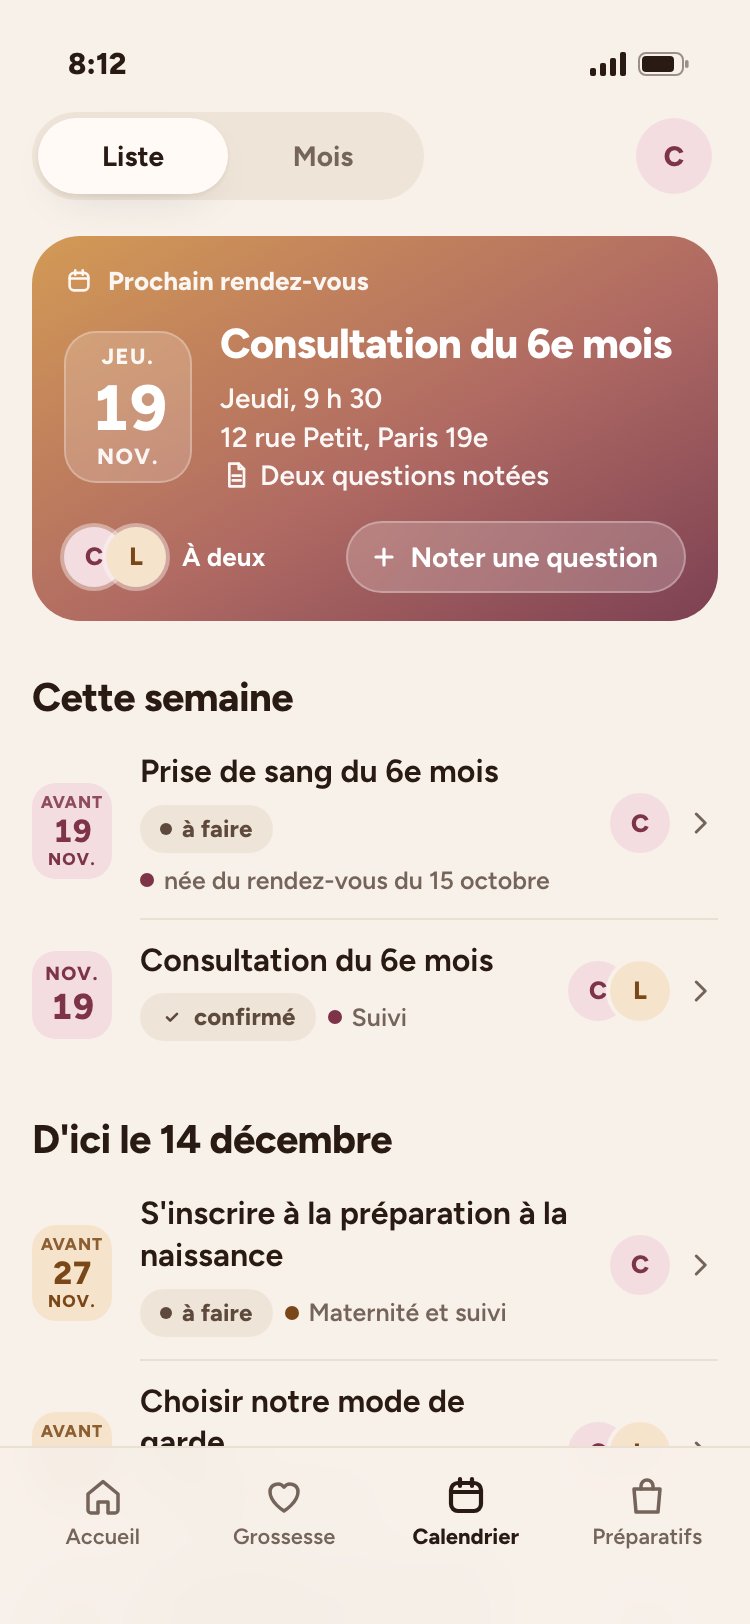 8:12
Liste
Mois
C
Prochain rendez-vous
JEU.
19
NOV.
Consultation du 6e mois
Jeudi, 9 h 30
12 rue Petit, Paris 19e
Deux questions notées
C
L
À deux
+ Noter une question
Cette semaine
AVANT
19
NOV.
Prise de sang du 6e mois
à faire
née du rendez-vous du 15 octobre
C
NOV.
19
Consultation du 6e mois
confirmé
Suivi
C
L
D'ici le 14 décembre
AVANT
27
NOV.
S'inscrire à la préparation à la
naissance
à faire
Maternité et suivi
C
AVANT
Choisir notre mode de
garde
C
L
Accueil
Grossesse
Calendrier
Préparatifs